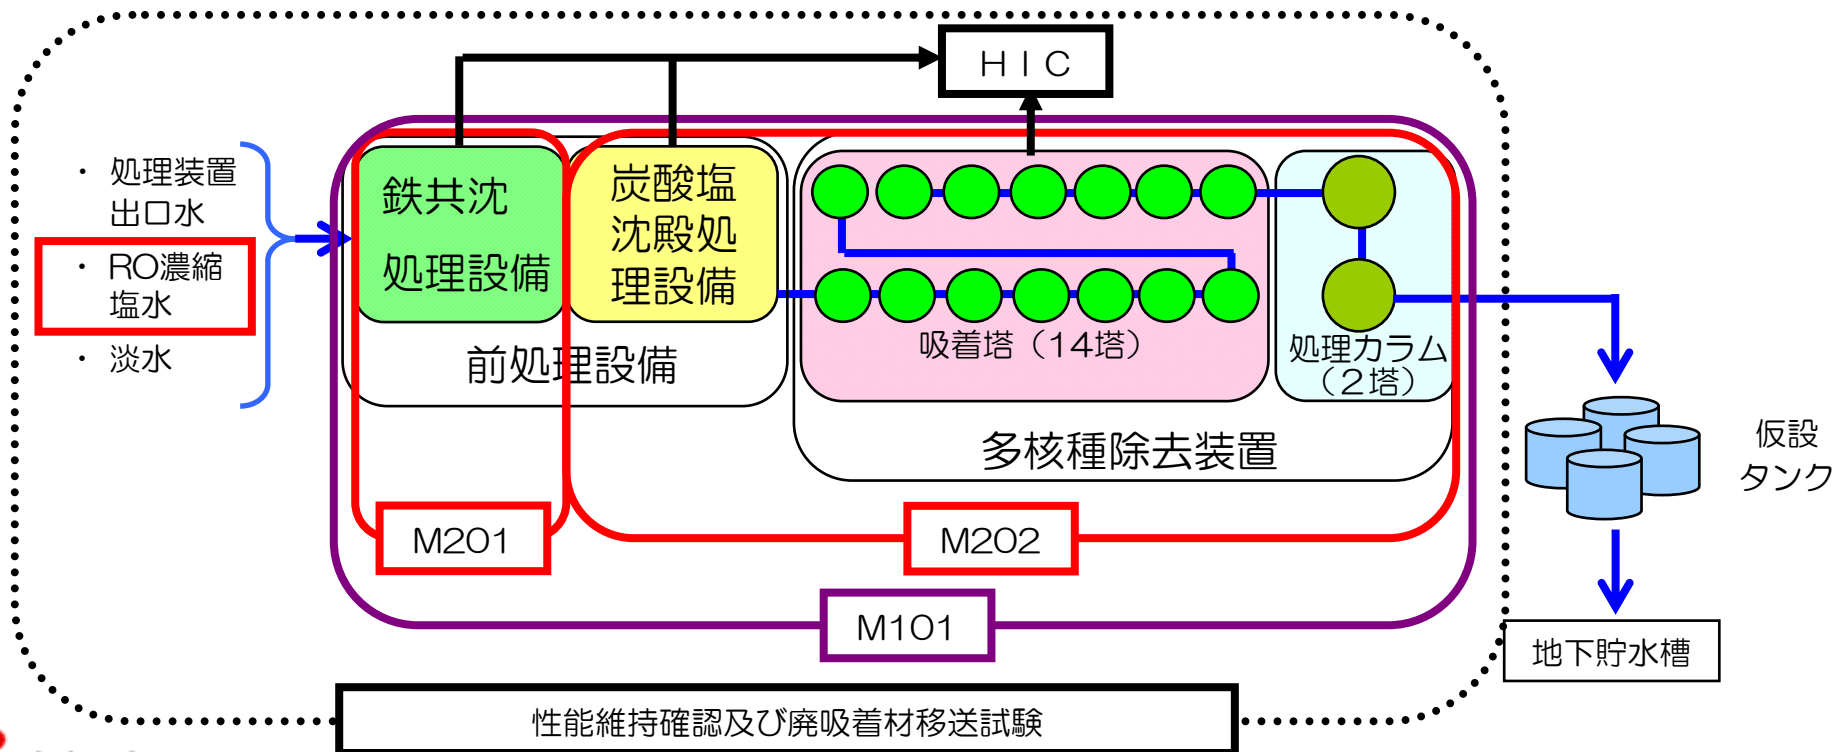 HIC
・ 処理装置
出口水
・ RO濃縮
塩水
・ 淡水
鉄共沈
処理設備
炭酸塩
沈殿処
理設備
前処理設備
吸着塔（14塔）
処理カラム
（2塔）
多核種除去装置
M201
M202
M101
仮設
タンク
地下貯水槽
性能維持確認及び廃吸着材移送試験